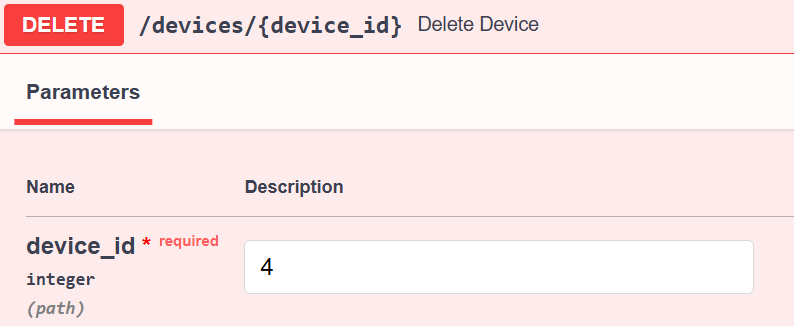 DELETE /devices/{device_id} Delete Device
Parameters
Name Description
device_id * required
4
integer
(path)